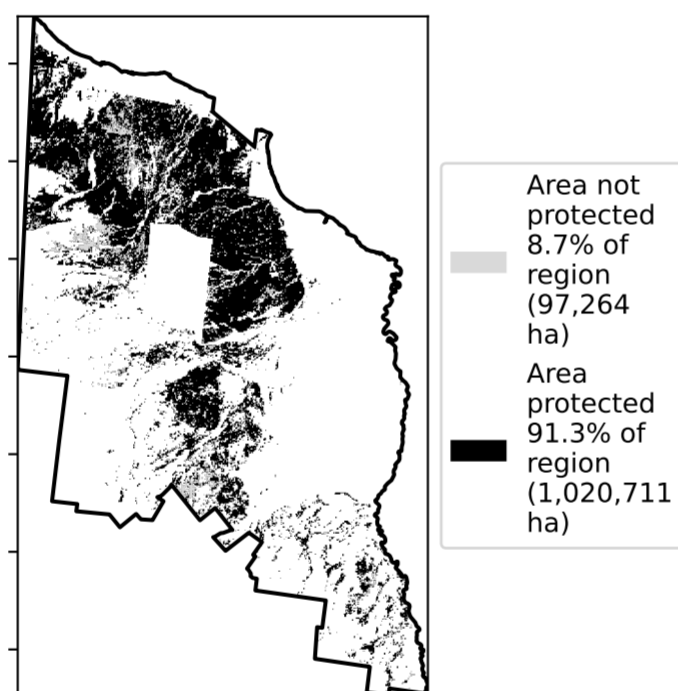 Area not
protected
8.7% of
region
(97,264
ha)
Area
protected
91.3% of
region
(1,020,711
ha)